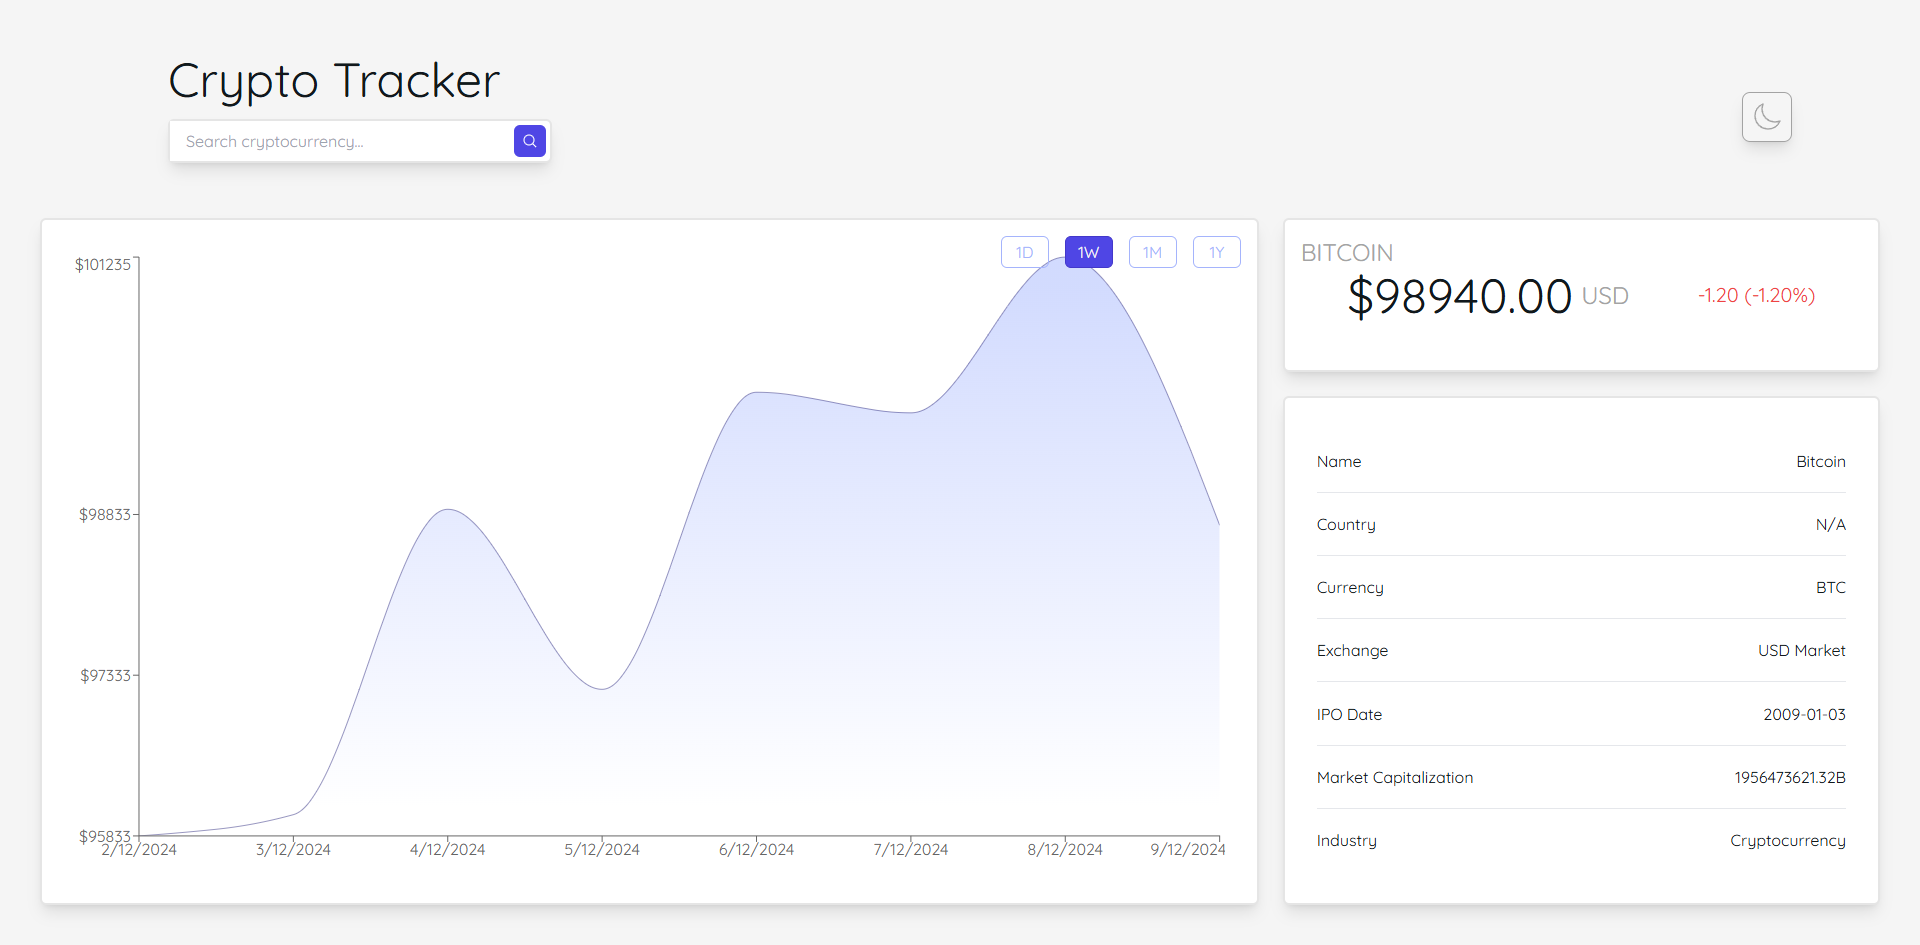 Crypto Tracker
Search cryptocurrency...
1D 1W 1M 1Y
$101235
$98833
$97333
$95833
2/12/2024 3/12/2024 4/12/2024 5/12/2024 6/12/2024 7/12/2024 8/12/2024 9/12/2024
BITCOIN
$98940.00 USD -1.20 (-1.20%)
Name Bitcoin
Country N/A
Currency BTC
Exchange USD Market
IPO Date 2009-01-03
Market Capitalization 1956473621.32B
Industry Cryptocurrency